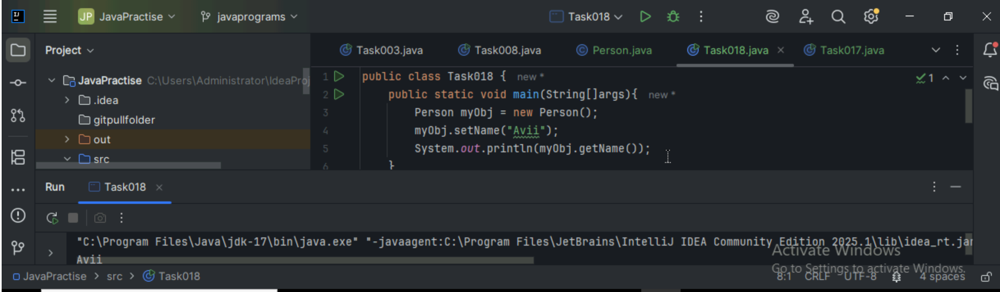 JP JavaPractise javaprograms Task018
Project
Task003.java Task008.java Person.java Task018.java Task017.java
JavaPractise C:\Users\Administrator\IdeaProj
.idea
gitpullfolder
out
src
1 public class Task018 { new *
2 public static void main(String[]args){ new *
3 Person myObj = new Person();
4 myObj.setName("Avii");
5 System.out.println(myObj.getName());
6 }
1
Run Task018
"C:\Program Files\Java\jdk-17\bin\java.exe" "-javaagent:C:\Program Files\JetBrains\IntelliJ IDEA Community Edition 2025.1\lib\idea_rt.jar
Avii
Activate Windows
Go to Settings to activate Windows.
JavaPractise > src > Task018
8:1 CRLF UTF-8 4 spaces